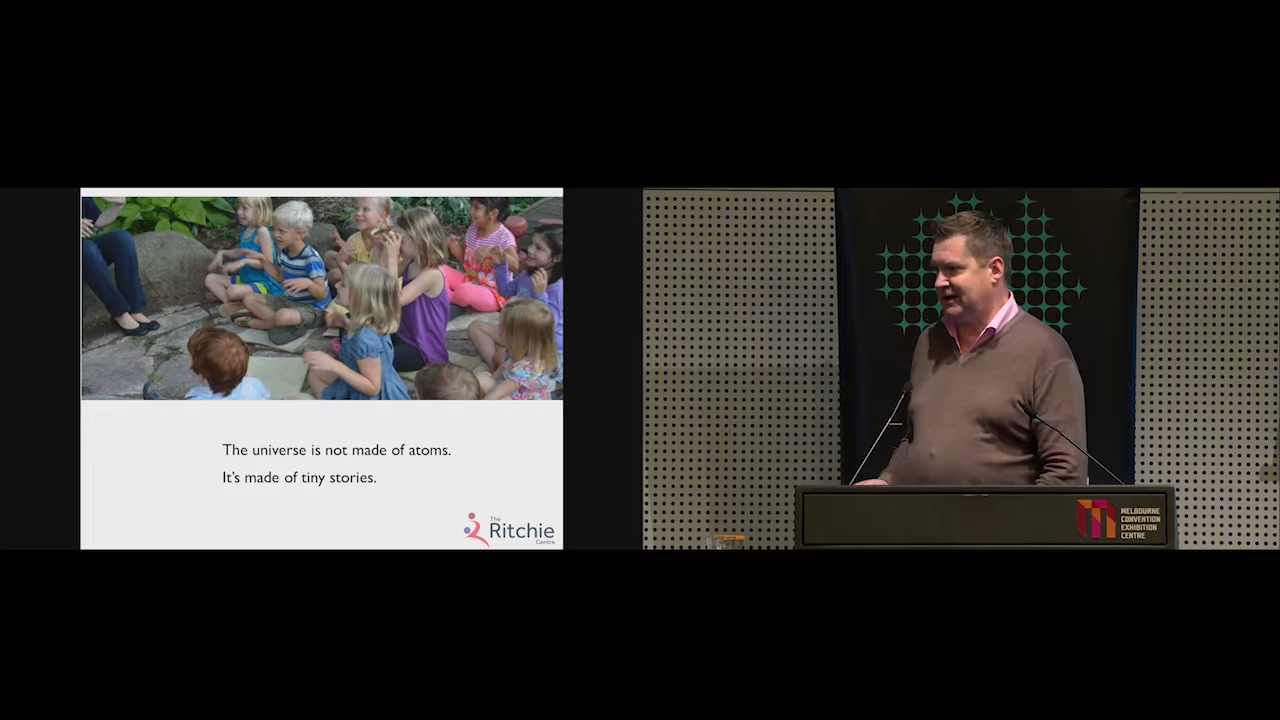 The universe is not made of atoms.
It's made of tiny stories.
The
Ritchie
Centre
MELBOURNE
CONVENTION
EXHIBITION
CENTRE